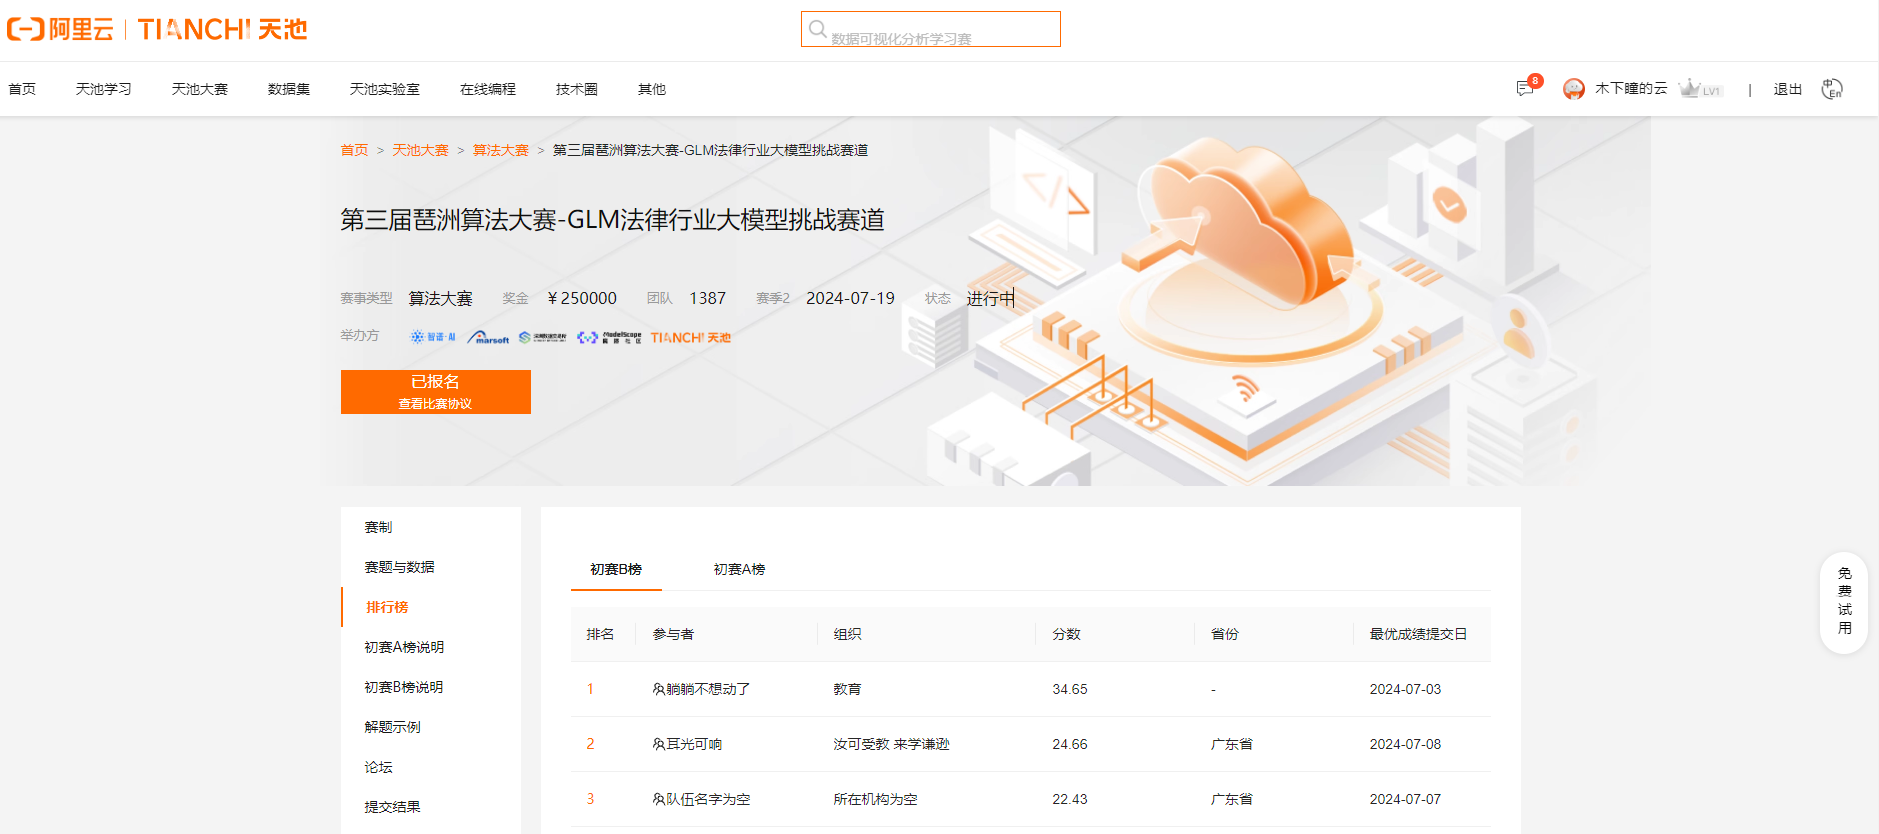 阿里云 | TIANCHI 天池
数据可视化分析学习赛
首页 天池学习 天池大赛 数据集 天池实验室 在线编程 技术圈 其他 8 木下瞳的云 LV1 | 退出 中 En
首页 > 天池大赛 > 算法大赛 > 第三届琶洲算法大赛-GLM法律行业大模型挑战赛道
第三届琶洲算法大赛-GLM法律行业大模型挑战赛道
赛事类型 算法大赛 奖金 ￥250000 团队 1387 赛季2 2024-07-19 状态 进行中
举办方 智谱·AI marsoft ModelScope 魔搭社区 TIANCHI 天池
已报名
查看比赛协议
赛制
赛题与数据
排行榜
初赛A榜说明
初赛B榜说明
解题示例
论坛
提交结果
初赛B榜 初赛A榜
排名 参与者 组织 分数 省份 最优成绩提交日
1 躺躺不想动了 教育 34.65 - 2024-07-03
2 耳光可响 汝可受教 来学谦逊 24.66 广东省 2024-07-08
3 队伍名字为空 所在机构为空 22.43 广东省 2024-07-07
免费试用